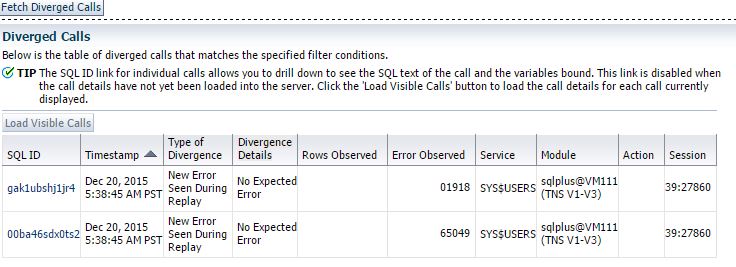 Fetch Diverged Calls
Diverged Calls
Below is the table of diverged calls that matches the specified filter conditions.
TIP The SQL ID link for individual calls allows you to drill down to see the SQL text of the call and the variables bound. This link is disabled when
the call details have not yet been loaded into the server. Click the 'Load Visible Calls' button to load the call details for each call currently
displayed.
Load Visible Calls
SQL ID Timestamp Type of Divergence Divergence Details Rows Observed Error Observed Service Module Action Session
gak1ubshj1jr4 Dec 20, 2015 5:38:45 AM PST New Error Seen During Replay No Expected Error 01918 SYS$USERS sqlplus@VM111 (TNS V1-V3) 39:27860
00ba46sdx0ts2 Dec 20, 2015 5:38:45 AM PST New Error Seen During Replay No Expected Error 65049 SYS$USERS sqlplus@VM111 (TNS V1-V3) 39:27860